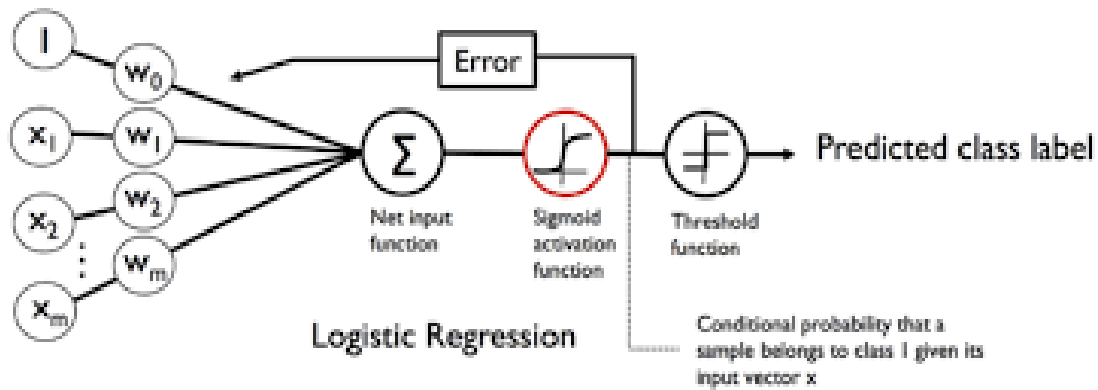 1
w0
Error
x1
w1
Σ
Predicted class label
x2
w2
Net input
function
Sigmoid
activation
function
Threshold
function
wm
xm
Logistic Regression
Conditional probability that a
sample belongs to class 1 given its
input vector x